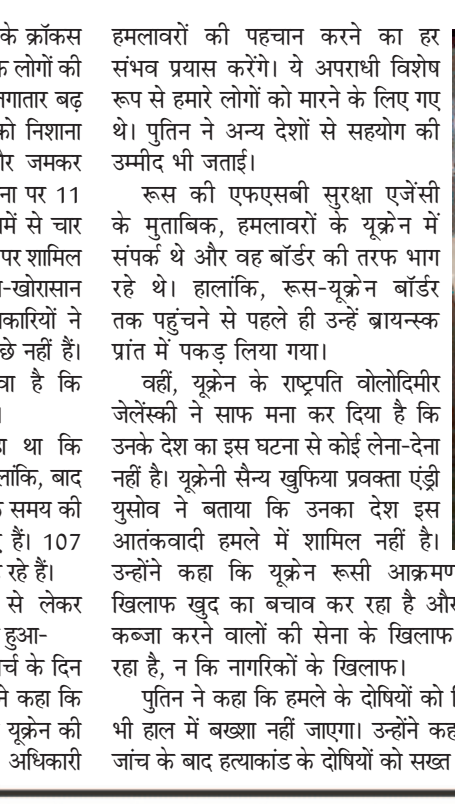 के क्रॉकस
लोगों की
लगातार बढ़
को निशाना
जमकर
पर 11
में से चार
पर शामिल
खोरासान
ने
नहीं हैं।
है कि
था कि
बाद
समय की
हैं। 107
रहे हैं।
से लेकर
हुआ-
के दिन
ने कहा कि
यूक्रेन की
अधिकारी
हमलावरों की पहचान करने का हर
संभव प्रयास करेंगे। ये अपराधी विशेष
रूप से हमारे लोगों को मारने के लिए गए
थे। पुतिन ने अन्य देशों से सहयोग की
उम्मीद भी जताई।
रूस की एफएसबी सुरक्षा एजेंसी
के मुताबिक, हमलावरों के यूक्रेन में
संपर्क थे और वह बॉर्डर की तरफ भाग
रहे थे। हालांकि, रूस-यूक्रेन बॉर्डर
तक पहुंचने से पहले ही उन्हें ब्रायन्स्क
प्रांत में पकड़ लिया गया।
वहीं, यूक्रेन के राष्ट्रपति वोलोदिमीर
जेलेंस्की ने साफ मना कर दिया है कि
उनके देश का इस घटना से कोई लेना-देना
नहीं है। यूक्रेनी सैन्य खुफिया प्रवक्ता एंड्री
युसोव ने बताया कि उनका देश इस
आतंकवादी हमले में शामिल नहीं है।
उन्होंने कहा कि यूक्रेन रूसी आक्रमण
खिलाफ खुद का बचाव कर रहा है और
कब्जा करने वालों की सेना के खिलाफ
रहा है, न कि नागरिकों के खिलाफ।
पुतिन ने कहा कि हमले के दोषियों को
भी हाल में बख्शा नहीं जाएगा। उन्होंने
जांच के बाद हत्याकांड के दोषियों को सख्त